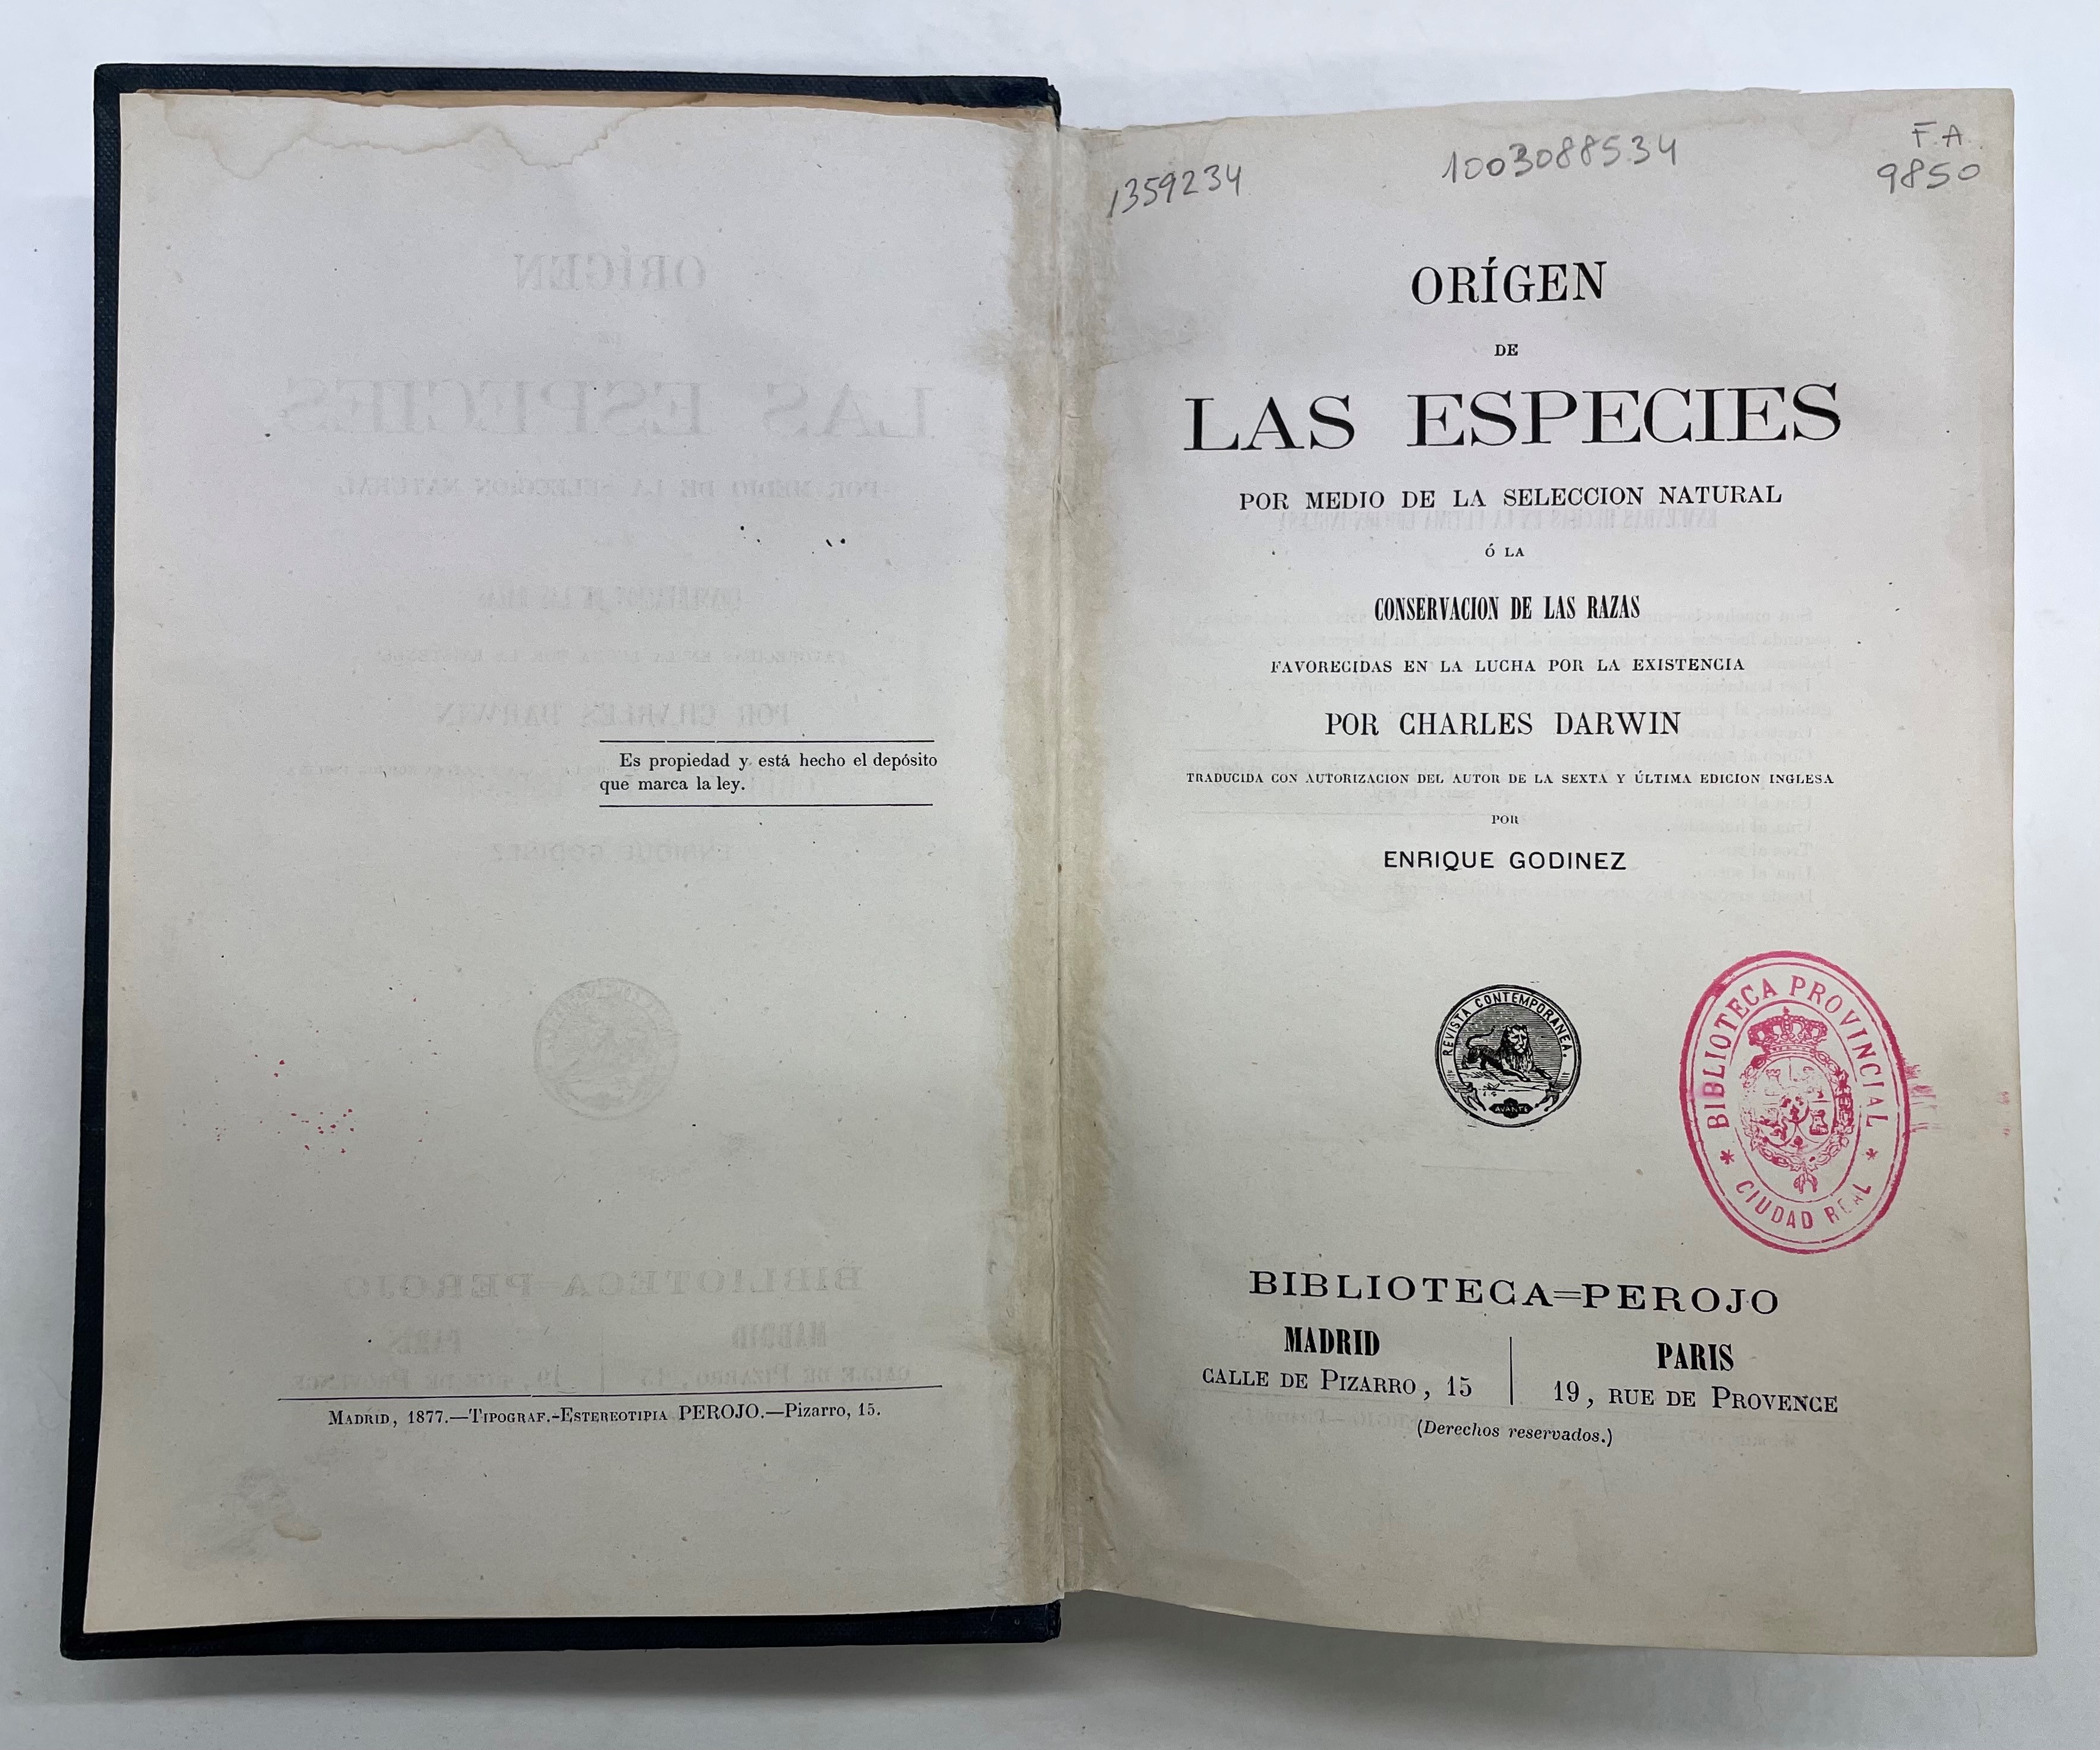 Es propiedad y está hecho el depósito
que marca la ley.
Madrid, 1877.—Tipograf.-Estereotipia PEROJO.—Pizarro, 15.
1359234
1003088534
F.A.
9850
ORÍGEN
DE
LAS ESPECIES
POR MEDIO DE LA SELECCION NATURAL
Ó LA
CONSERVACION DE LAS RAZAS
FAVORECIDAS EN LA LUCHA POR LA EXISTENCIA
POR CHARLES DARWIN
TRADUCIDA CON AUTORIZACION DEL AUTOR DE LA SEXTA Y ÚLTIMA EDICION INGLESA
POR
ENRIQUE GODINEZ
REVISTA CONTEMPORANEA.
AVANTE
BIBLIOTECA PROVINCIAL
* CIUDAD REAL *
BIBLIOTECA=PEROJO
MADRID
CALLE DE PIZARRO, 15
PARIS
19, RUE DE PROVENCE
(Derechos reservados.)